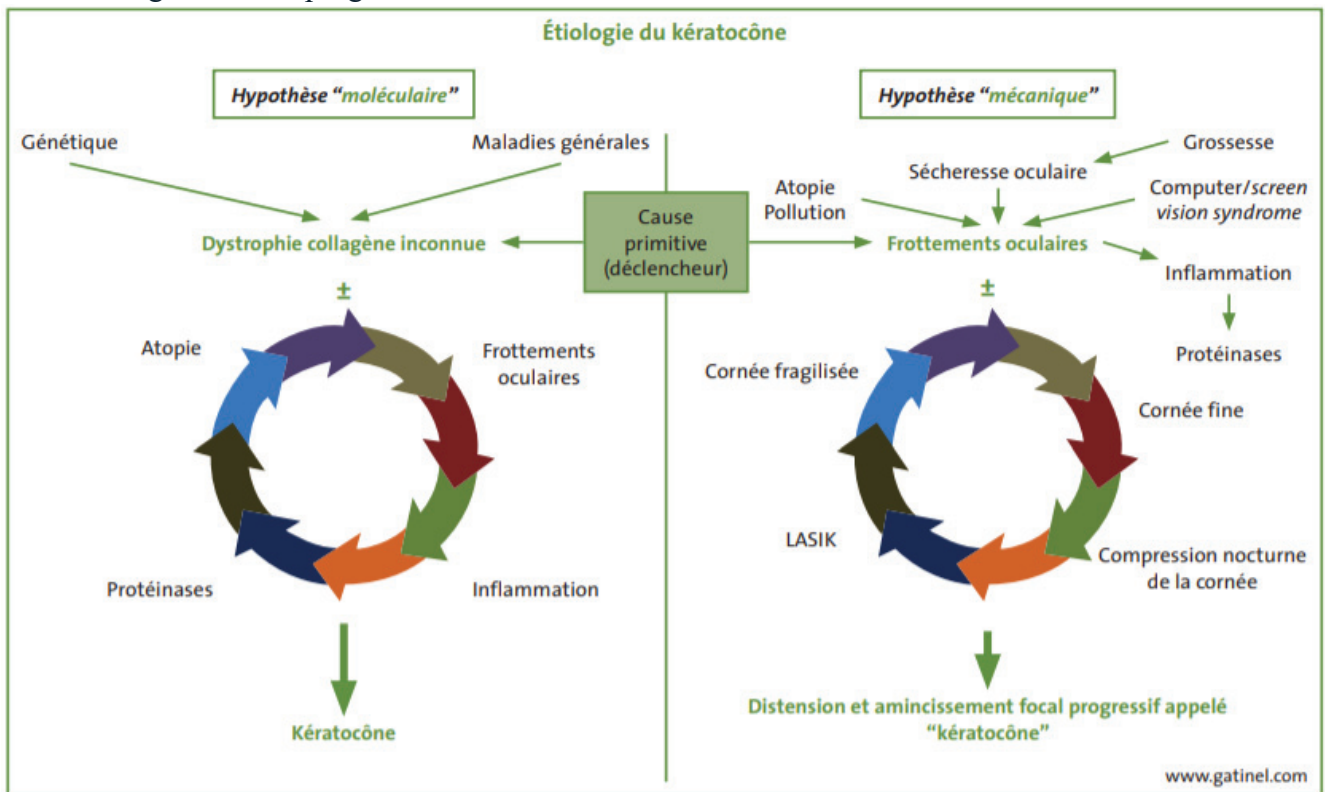 Étiologie du kératocône
Hypothèse “moléculaire”
Génétique
Maladies générales
Dystrophie collagène inconnue
±
Atopie
Frottements
oculaires
Protéinases
Inflammation
Kératocône
Cause
primitive
(déclencheur)
Hypothèse “mécanique”
Grossesse
Sécheresse oculaire
Atopie
Pollution
Computer/screen
vision syndrome
Frottements oculaires
Inflammation
±
Protéinases
Cornée fragilisée
Cornée fine
LASIK
Compression nocturne
de la cornée
Distension et amincissement focal progressif appelé
“kératocône”
www.gatinel.com